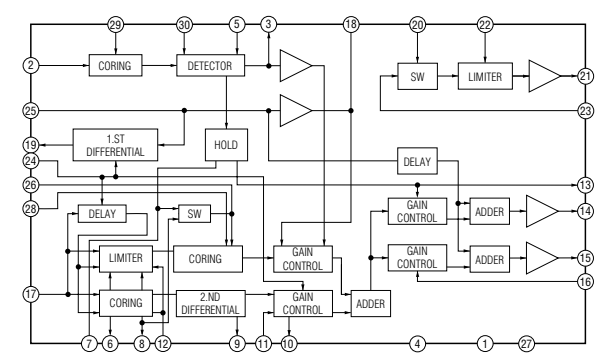 29 30 5 3 18 20 22
2 CORING DETECTOR SW LIMITER 21
25 23
19 1.ST DIFFERENTIAL HOLD
24 DELAY
26 13
28 DELAY SW GAIN CONTROL ADDER 14
LIMITER CORING GAIN CONTROL GAIN CONTROL ADDER 15
16
17 CORING 2.ND DIFFERENTIAL GAIN CONTROL ADDER
7 6 8 12 9 11 10 4 1 27